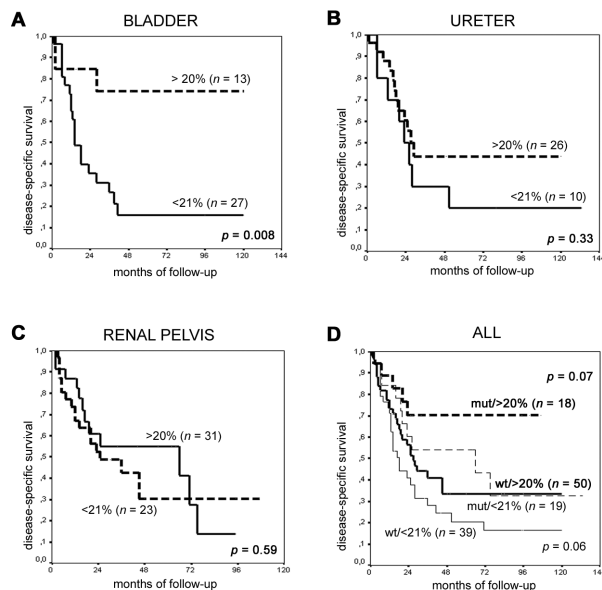 A
BLADDER
disease-specific survival
1,0
,9
,8
,7
,6
,5
,4
,3
,2
,1
0,0
> 20% (n = 13)
<21% (n = 27)
p = 0.008
0 24 48 72 96 120 144
months of follow-up
B
URETER
disease-specific survival
1,0
,9
,8
,7
,6
,5
,4
,3
,2
,1
0,0
>20% (n = 26)
<21% (n = 10)
p = 0.33
0 24 48 72 96 120 144
months of follow-up
C
RENAL PELVIS
disease-specific survival
1,0
,9
,8
,7
,6
,5
,4
,3
,2
,1
0,0
>20% (n = 31)
<21% (n = 23)
p = 0.59
0 24 48 72 96 120
months of follow-up
D
ALL
disease-specific survival
1,0
,9
,8
,7
,6
,5
,4
,3
,2
,1
0,0
p = 0.07
mut/>20% (n = 18)
wt/>20% (n = 50)
mut/<21% (n = 19)
wt/<21% (n = 39)
p = 0.06
0 24 48 72 96 120 144
months of follow-up